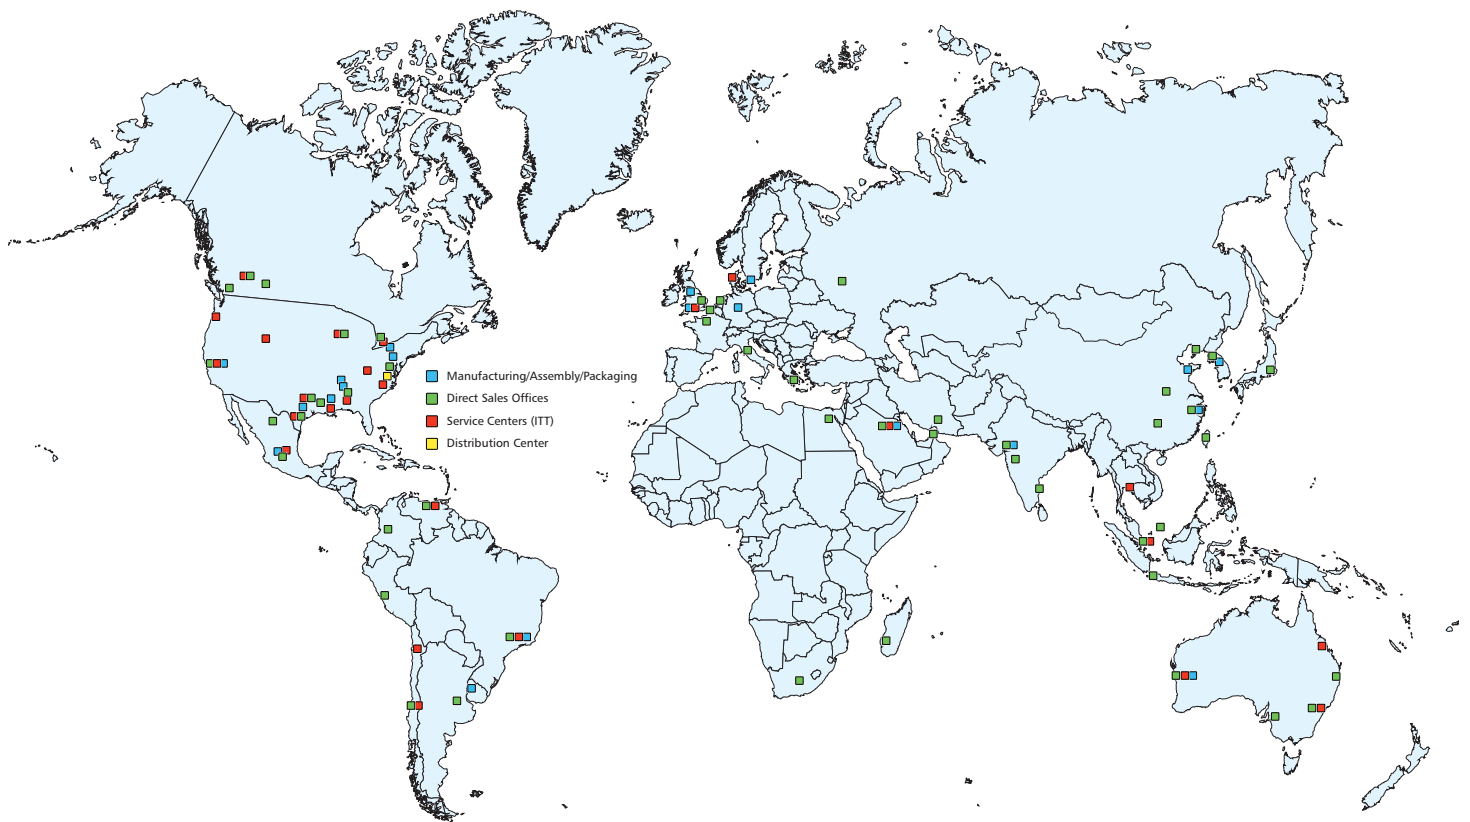 Manufacturing/Assembly/Packaging
Direct Sales Offices
Service Centers (ITT)
Distribution Center